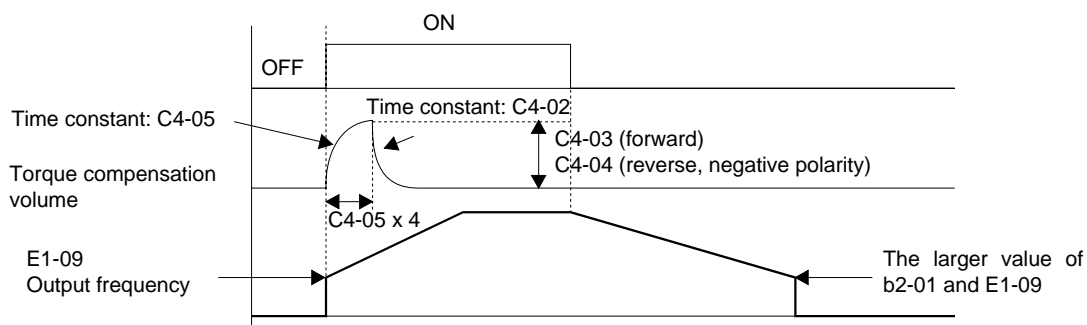 ON
OFF
Time constant: C4-02
Time constant: C4-05
C4-03 (forward)
C4-04 (reverse, negative polarity)
Torque compensation
volume
C4-05 x 4
E1-09
Output frequency
The larger value of
b2-01 and E1-09